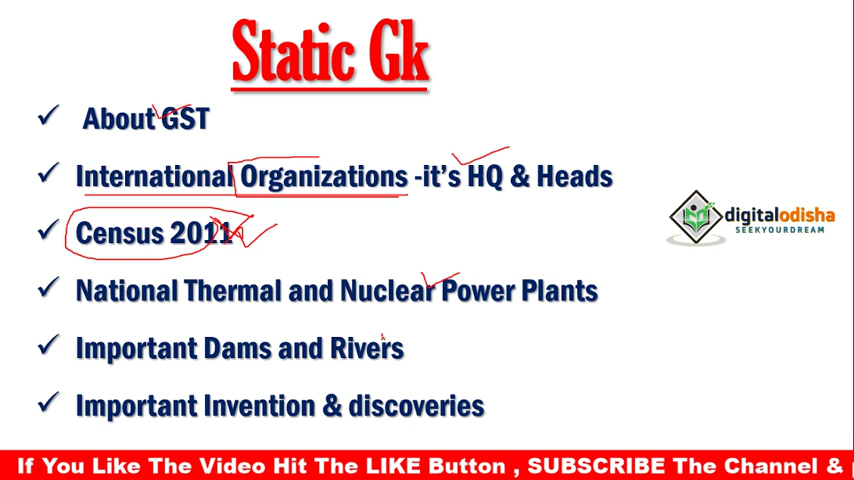 Static Gk
About GST
International Organizations -it's HQ & Heads
Census 2011
National Thermal and Nuclear Power Plants
Important Dams and Rivers
Important Invention & discoveries
digitalodisha
SEEKYOURDREAM
If You Like The Video Hit The LIKE Button , SUBSCRIBE The Channel &